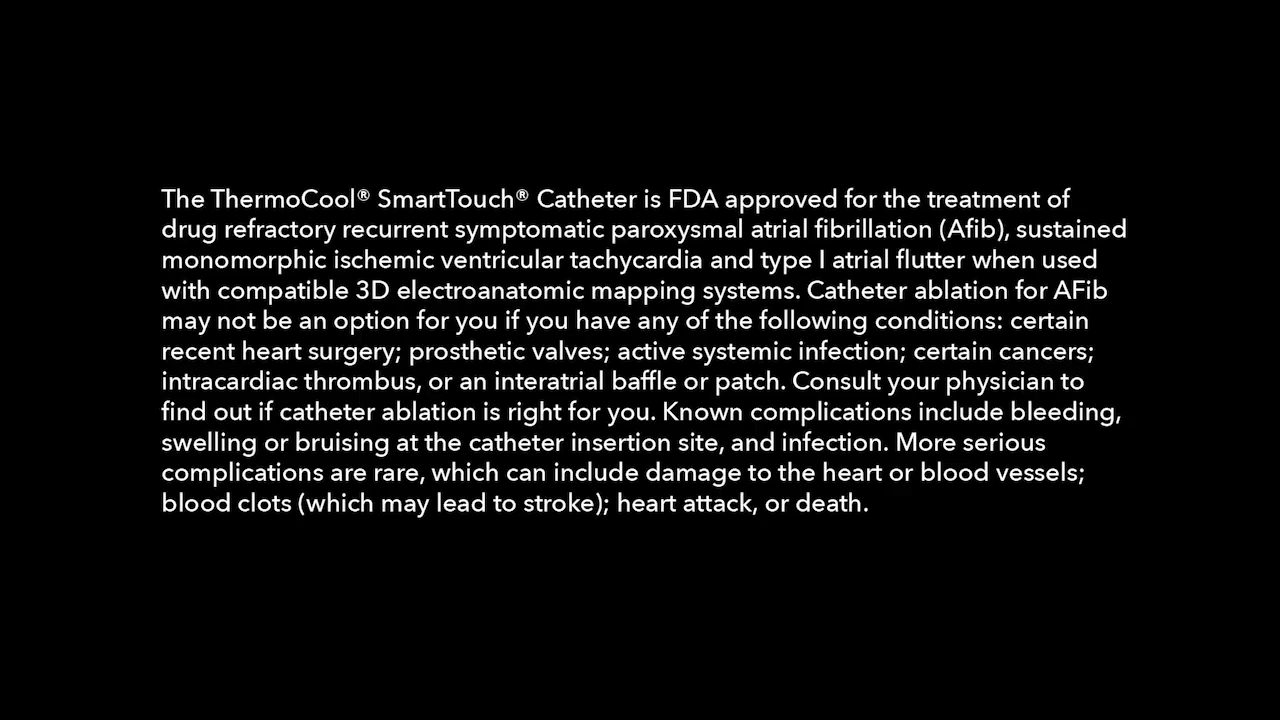 The ThermoCool® SmartTouch® Catheter is FDA approved for the treatment of
drug refractory recurrent symptomatic paroxysmal atrial fibrillation (Afib), sustained
monomorphic ischemic ventricular tachycardia and type I atrial flutter when used
with compatible 3D electroanatomic mapping systems. Catheter ablation for AFib
may not be an option for you if you have any of the following conditions: certain
recent heart surgery; prosthetic valves; active systemic infection; certain cancers;
intracardiac thrombus, or an interatrial baffle or patch. Consult your physician to
find out if catheter ablation is right for you. Known complications include bleeding,
swelling or bruising at the catheter insertion site, and infection. More serious
complications are rare, which can include damage to the heart or blood vessels;
blood clots (which may lead to stroke); heart attack, or death.